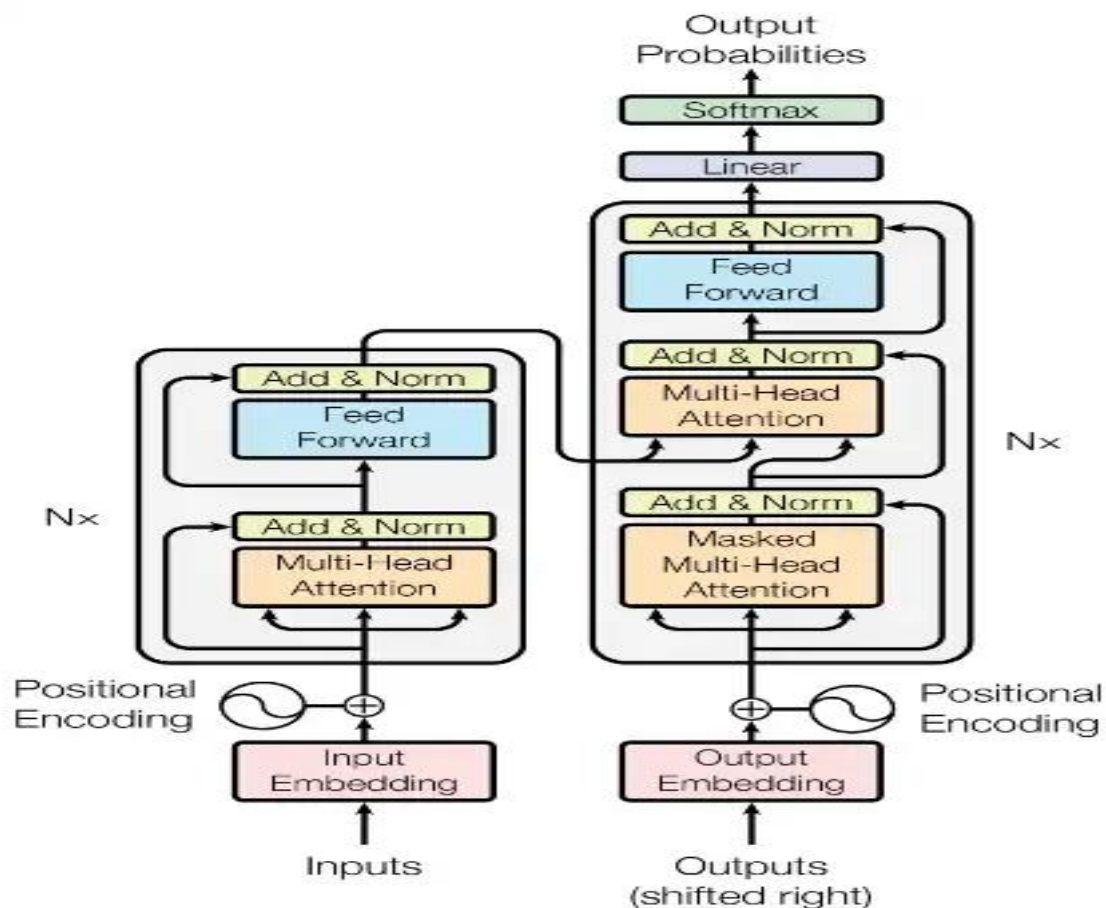 Output
Probabilities
Softmax
Linear
Add & Norm
Feed
Forward
Add & Norm
Multi-Head
Attention
Nx
Add & Norm
Masked
Multi-Head
Attention
Positional
Encoding
Output
Embedding
Outputs
(shifted right)
Add & Norm
Feed
Forward
Nx
Add & Norm
Multi-Head
Attention
Positional
Encoding
Input
Embedding
Inputs